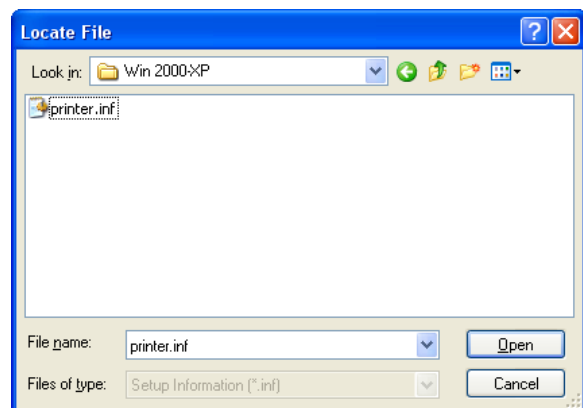 Locate File
Look in: Win 2000-XP
printer.inf
File name: printer.inf Open
Files of type: Setup Information (*.inf) Cancel